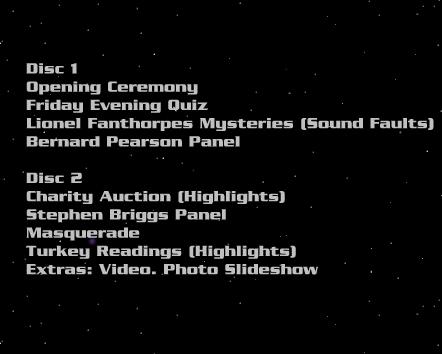 Disc 1
Opening Ceremony
Friday Evening Quiz
Lionel Fanthorpes Mysteries (Sound Faults)
Bernard Pearson Panel
Disc 2
Charity Auction (Highlights)
Stephen Briggs Panel
Masquerade
Turkey Readings (Highlights)
Extras: Video. Photo Slideshow